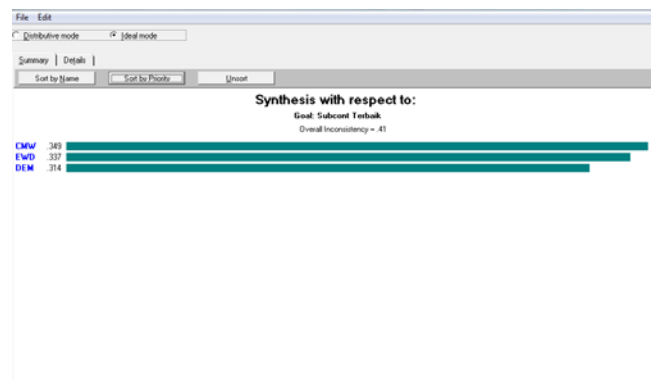 File Edit
Distributive mode Ideal mode
Summary Details
Sort by Name Sort by Priority Unsort
Synthesis with respect to:
Goal: Subcont Terbaik
Overall Inconsistency = .41
CMW .349
EWD .337
DEM .314